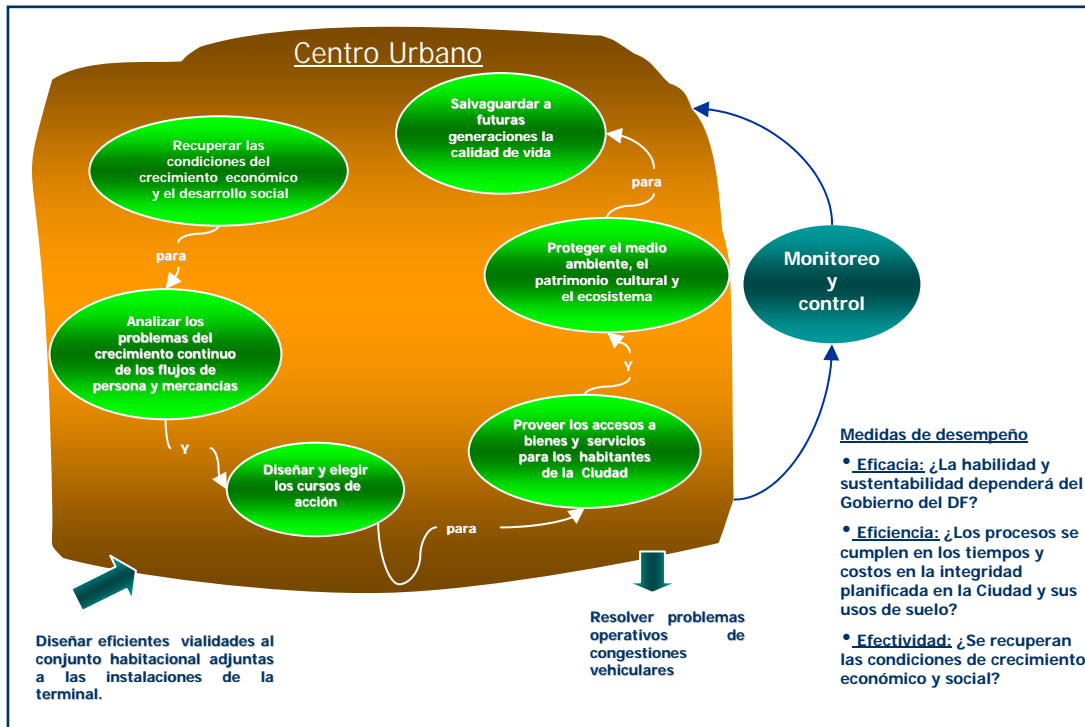 Centro Urbano
Salvaguardar a
futuras
generaciones la
calidad de vida
Recuperar las
condiciones del
crecimiento económico
y el desarrollo social
para
para
Proteger el medio
ambiente, el
patrimonio cultural y
el ecosistema
Monitoreo
y
control
Analizar los
problemas del
crecimiento continuo
de los flujos de
persona y mercancías
Y
Y
Proveer los accesos a
bienes y servicios
para los habitantes
de la Ciudad
Diseñar y elegir
los cursos de
acción
para
Medidas de desempeño
• Eficacia: ¿La habilidad y
sustentabilidad dependerá del
Gobierno del DF?
• Eficiencia: ¿Los procesos se
cumplen en los tiempos y
costos en la integridad
planificada en la Ciudad y sus
usos de suelo?
• Efectividad: ¿Se recuperan
las condiciones de crecimiento
económico y social?
Diseñar eficientes vialidades al
conjunto habitacional adjuntas
a las instalaciones de la
terminal.
Resolver problemas
operativos de
congestiones
vehiculares